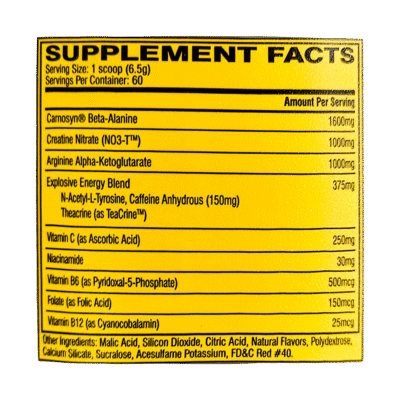 SUPPLEMENT FACTS
Serving Size: 1 scoop (6.5g)
Servings Per Container: 60
Amount Per Serving
Carnosyn® Beta-Alanine 1600mg
Creatine Nitrate (NO3-T™) 1000mg
Arginine Alpha-Ketoglutarate 1000mg
Explosive Energy Blend 375mg
N-Acetyl-L-Tyrosine, Caffeine Anhydrous (150mg)
Theacrine (as TeaCrine™)
Vitamin C (as Ascorbic Acid) 250mg
Niacinamide 30mg
Vitamin B6 (as Pyridoxal-5-Phosphate) 500mcg
Folate (as Folic Acid) 150mcg
Vitamin B12 (as Cyanocobalamin) 25mcg
Other Ingredients: Malic Acid, Silicon Dioxide, Citric Acid, Natural Flavors, Polydextrose,
Calcium Silicate, Sucralose, Acesulfame Potassium, FD&C Red #40.